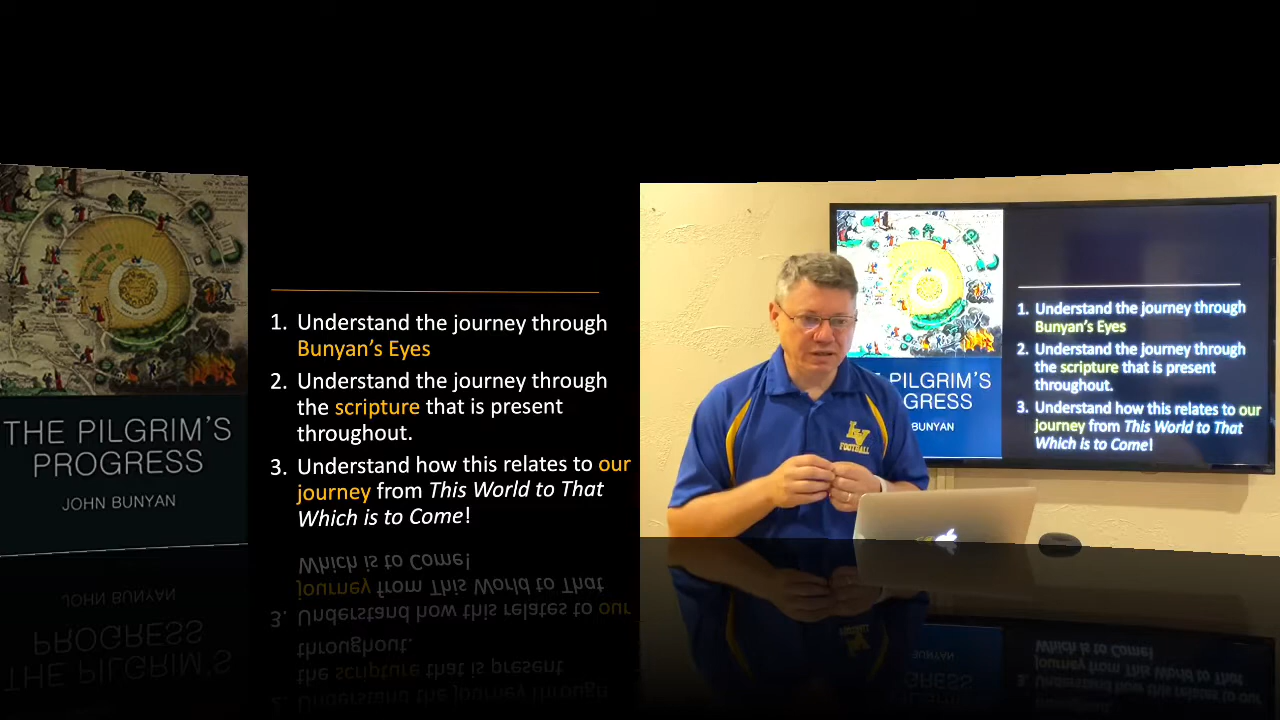 THE PILGRIM'S
PROGRESS
JOHN BUNYAN
1. Understand the journey through
Bunyan's Eyes
2. Understand the journey through
the scripture that is present
throughout.
3. Understand how this relates to our
journey from This World to That
Which is to Come!
LV
FOOTBALL
PILGRIM'S
GRESS
BUNYAN
1. Understand the journey through
Bunyan's Eyes
2. Understand the journey through
the scripture that is present
throughout.
3. Understand how this relates to our
journey from This World to That
Which is to Come!